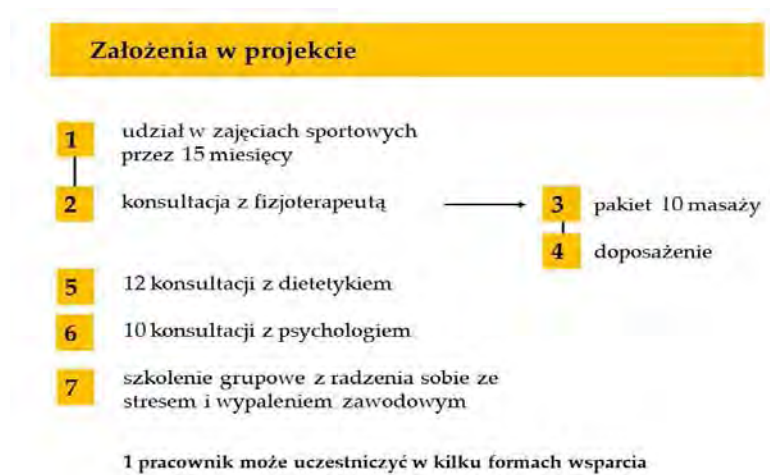 Założenia w projekcie
1 udział w zajęciach sportowych
przez 15 miesięcy
2 konsultacja z fizjoterapeutą
3 pakiet 10 masaży
4 doposażenie
5 12 konsultacji z dietetykiem
6 10 konsultacji z psychologiem
7 szkolenie grupowe z radzenia sobie ze
stresem i wypaleniem zawodowym
1 pracownik może uczestniczyć w kilku formach wsparcia